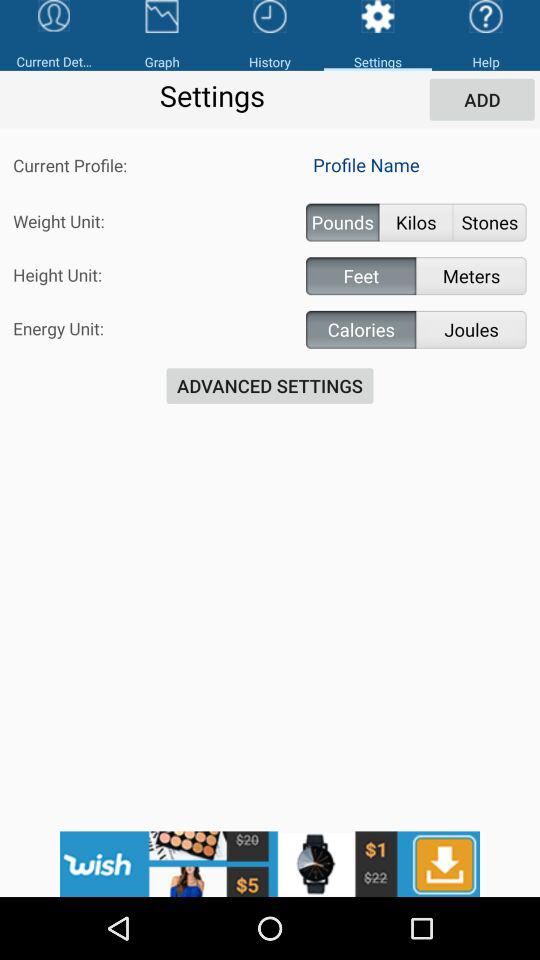 Current Det... Graph History Settings Help
Settings ADD
Current Profile: Profile Name
Weight Unit: Pounds Kilos Stones
Height Unit: Feet Meters
Energy Unit: Calories Joules
ADVANCED SETTINGS
wish $20 $5 $1 $22